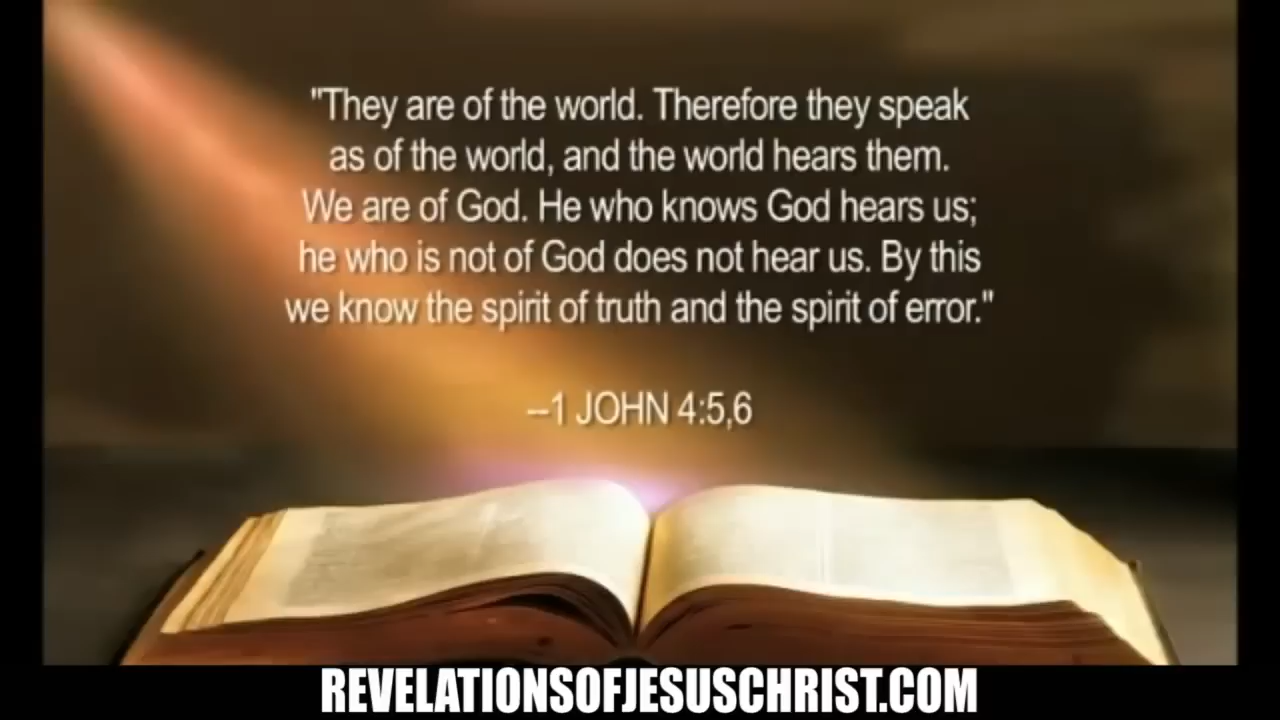 "They are of the world. Therefore they speak
as of the world, and the world hears them.
We are of God. He who knows God hears us;
he who is not of God does not hear us. By this
we know the spirit of truth and the spirit of error."
--1 JOHN 4:5,6
REVELATIONSOFJESUSCHRIST.COM